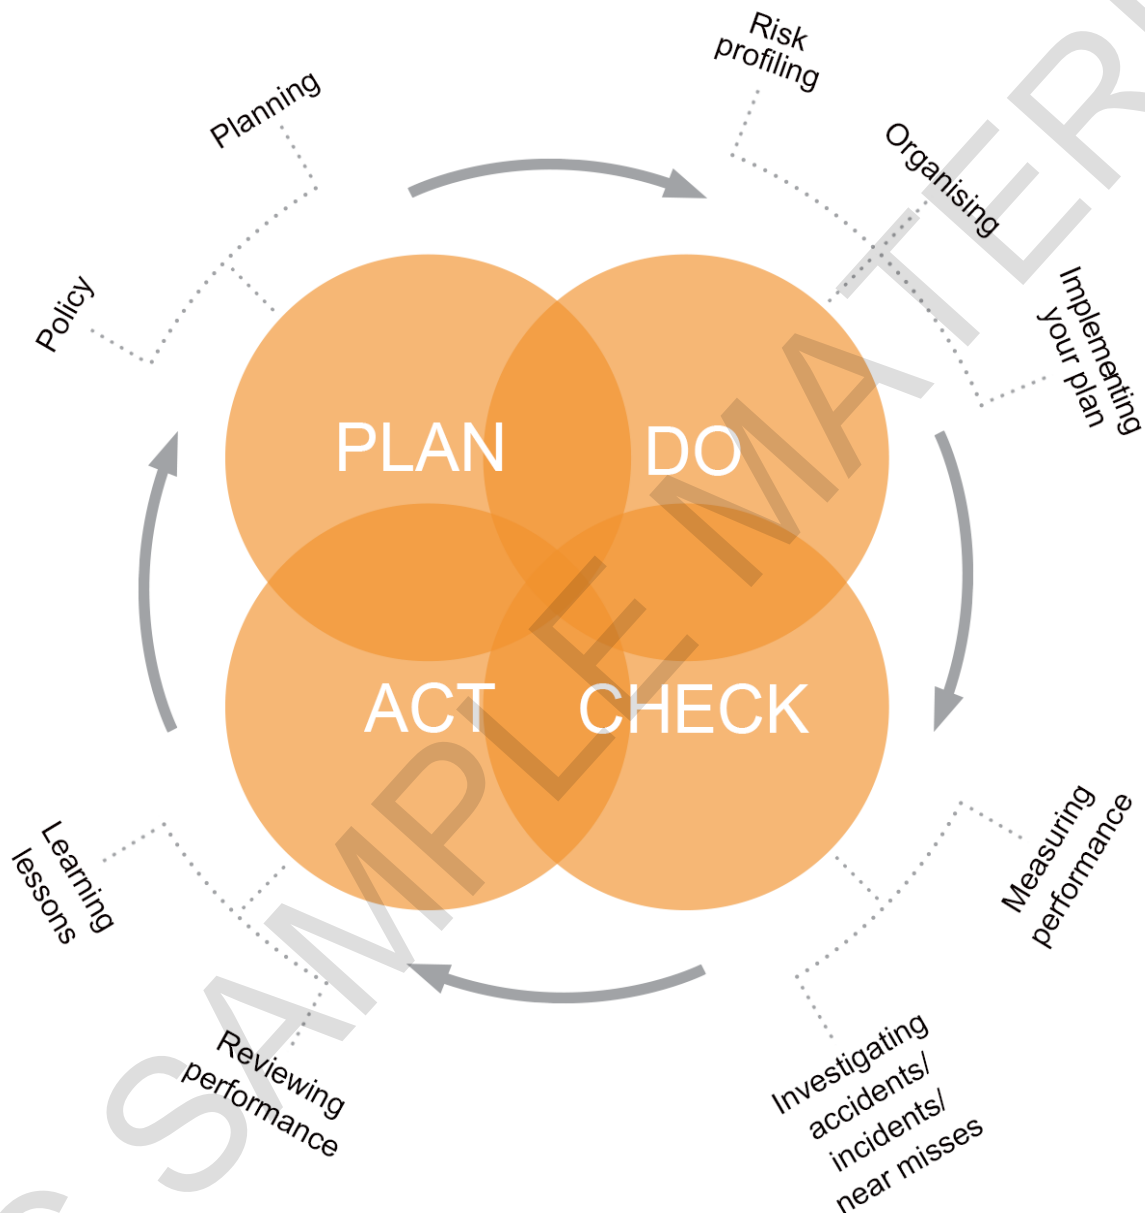 Risk
profiling
Planning
Organising
Policy
Implementing
your plan
PLAN
DO
ACT
CHECK
Measuring
performance
Learning
lessons
Reviewing
performance
Investigating
accidents/
incidents/
near misses
SAMPLE MATER